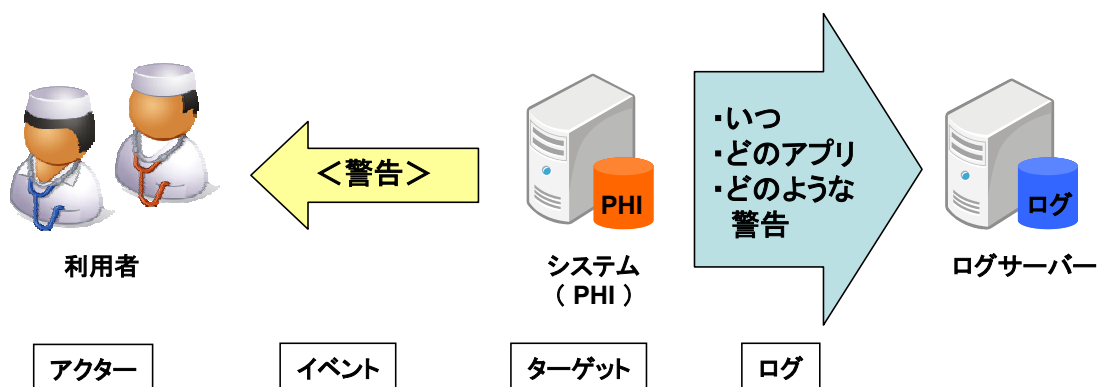 ＜警告＞
PHI
・いつ
・どのアプリ
・どのような
警告
ログ
利用者
システム
（ PHI ）
ログサーバー
アクター
イベント
ターゲット
ログ